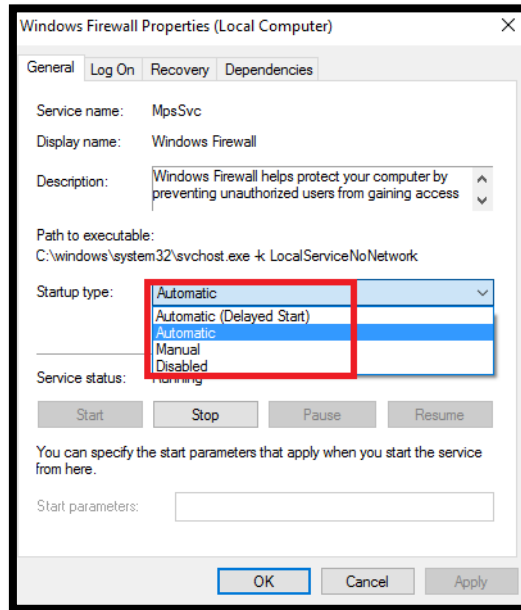 Windows Firewall Properties (Local Computer)
General Log On Recovery Dependencies
Service name: MpsSvc
Display name: Windows Firewall
Description: Windows Firewall helps protect your computer by
preventing unauthorized users from gaining access
Path to executable:
C:\windows\system32\svchost.exe -k LocalServiceNoNetwork
Startup type: Automatic
Automatic (Delayed Start)
Automatic
Manual
Disabled
Service status: Running
Start Stop Pause Resume
You can specify the start parameters that apply when you start the service
from here.
Start parameters:
OK Cancel Apply